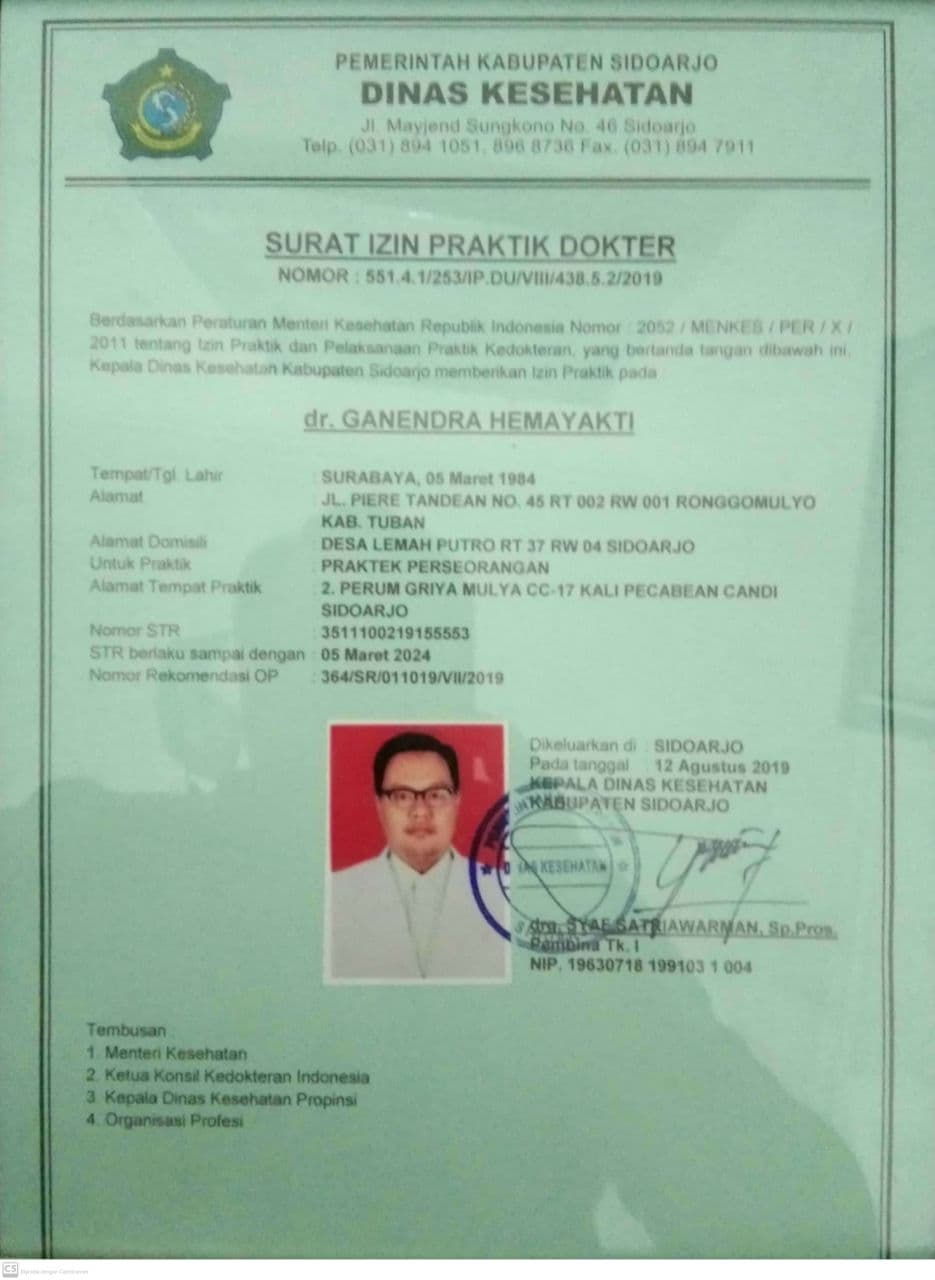 PEMERINTAH KABUPATEN SIDOARJO
DINAS KESEHATAN
Jl. Mayjend Sungkono No. 46 Sidoarjo
Telp. (031) 894 1051, 896 8736 Fax. (031) 894 7911
SURAT IZIN PRAKTIK DOKTER
NOMOR : 551.4.1/253/IP.DU/VIII/438.5.2/2019
Berdasarkan Peraturan Menteri Kesehatan Republik Indonesia Nomor : 2052 / MENKES / PER / X /
2011 tentang Izin Praktik dan Pelaksanaan Praktik Kedokteran, yang bertanda tangan dibawah ini,
Kepala Dinas Kesehatan Kabupaten Sidoarjo memberikan Izin Praktik pada
dr. GANENDRA HEMAYAKTI
Tempat/Tgl. Lahir : SURABAYA, 05 Maret 1984
Alamat : JL. PIERE TANDEAN NO. 45 RT 002 RW 001 RONGGOMULYO
KAB. TUBAN
Alamat Domisili : DESA LEMAH PUTRO RT 37 RW 04 SIDOARJO
Untuk Praktik : PRAKTEK PERSEORANGAN
Alamat Tempat Praktik : 2. PERUM GRIYA MULYA CC-17 KALI PECABEAN CANDI
SIDOARJO
Nomor STR : 3511100219155553
STR berlaku sampai dengan : 05 Maret 2024
Nomor Rekomendasi OP : 364/SR/011019/VII/2019
Dikeluarkan di : SIDOARJO
Pada tanggal : 12 Agustus 2019
KEPALA DINAS KESEHATAN
KABUPATEN SIDOARJO
KESEHATAN
drg. SYAF SATRIAWARMAN, Sp.Pros.
Pembina Tk. I
NIP. 19630718 199103 1 004
Tembusan :
1. Menteri Kesehatan
2. Ketua Konsil Kedokteran Indonesia
3. Kepala Dinas Kesehatan Propinsi
4. Organisasi Profesi
CS